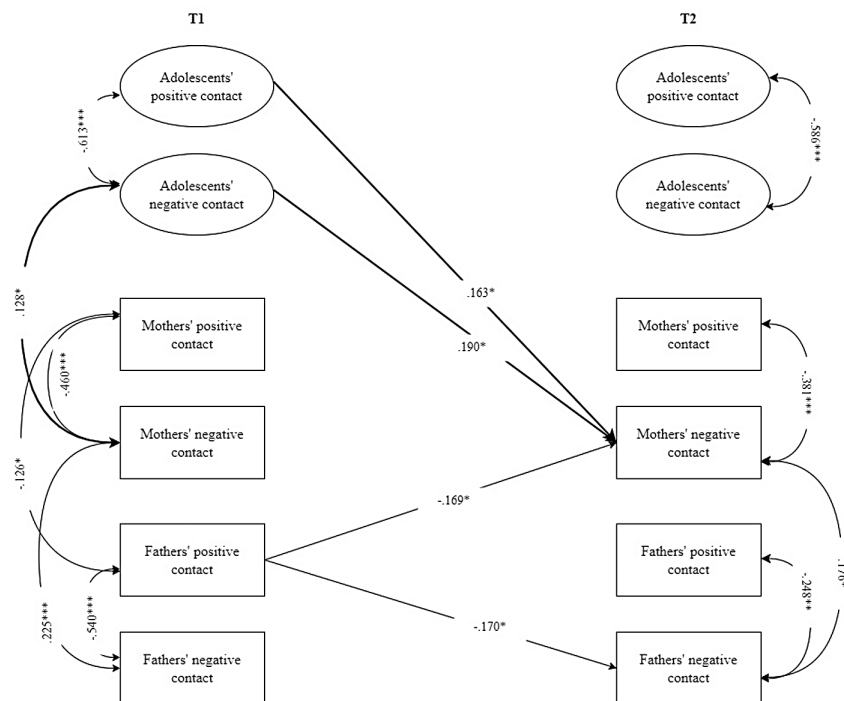 T1
T2
Adolescents'
positive contact
Adolescents'
positive contact
-.613***
-.586***
Adolescents'
negative contact
Adolescents'
negative contact
.128*
.163*
.190*
Mothers' positive
contact
Mothers' positive
contact
-.460***
-.381***
Mothers' negative
contact
Mothers' negative
contact
-.126*
-.169*
Fathers' positive
contact
Fathers' positive
contact
-.248**
.225***
-.540***
-.170*
Fathers' negative
contact
Fathers' negative
contact